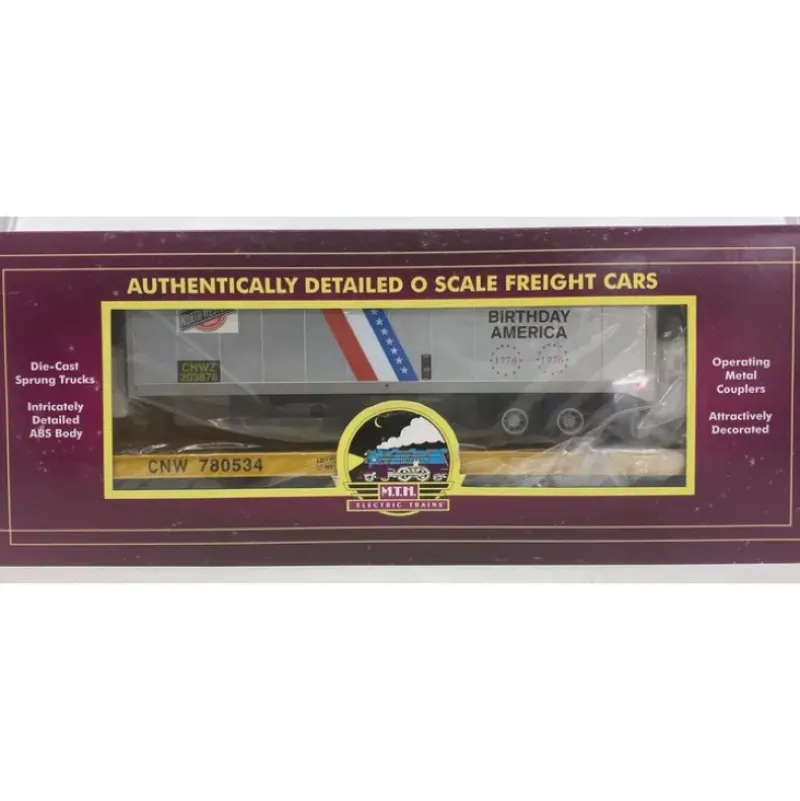 AUTHENTICALLY DETAILED O SCALE FREIGHT CARS
Die-Cast
Sprung Trucks
Intricately
Detailed
ABS Body
CNWZ
203876
BIRTHDAY
AMERICA
1776 1976
CNW 780534
M.T.H.
ELECTRIC TRAINS
Operating
Metal
Couplers
Attractively
Decorated